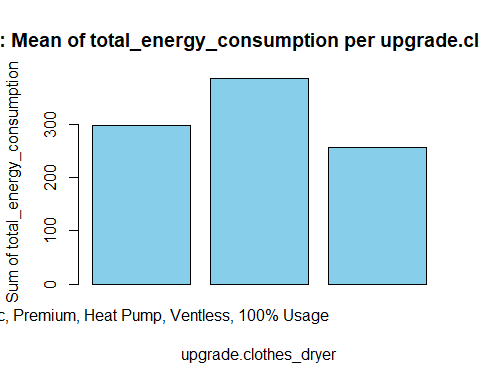 : Mean of total_energy_consumption per upgrade.cl
Sum of total_energy_consumption
300
200
100
0
c, Premium, Heat Pump, Ventless, 100% Usage
upgrade.clothes_dryer